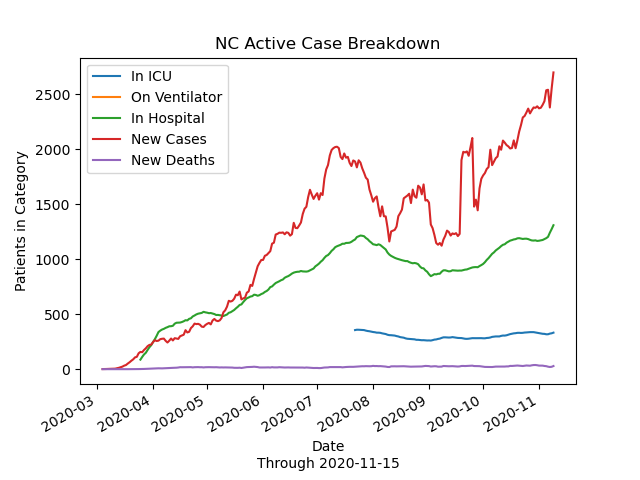 NC Active Case Breakdown
In ICU
On Ventilator
In Hospital
New Cases
New Deaths
Patients in Category
2500
2000
1500
1000
500
0
2020-03
2020-04
2020-05
2020-06
2020-07
2020-08
2020-09
2020-10
2020-11
Date
Through 2020-11-15